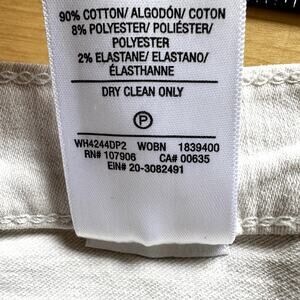 90% COTTON/ ALGODÓN/ COTON
8% POLYESTER/ POLIÉSTER/
POLYESTER
2% ELASTANE/ ELASTANO/
ÉLASTHANNE
DRY CLEAN ONLY
P
WH4244DP2 WOBN 1839400
RN# 107906 CA# 00635
EIN# 20-3082491